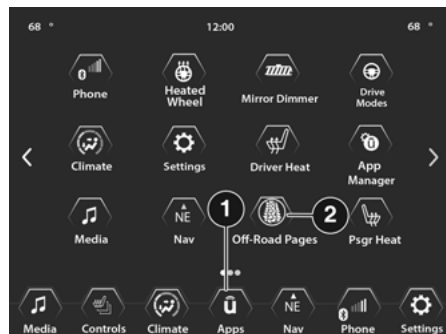 68 ° 12:00 68 °
0
Phone
Heated
Wheel
Mirror Dimmer
Drive
Modes
Climate
Settings
Driver Heat
App
Manager
Media
NE
Nav
1
Off-Road Pages
2
Psgr Heat
Media
Controls
Climate
û
Apps
NE
Nav
Phone
Settings